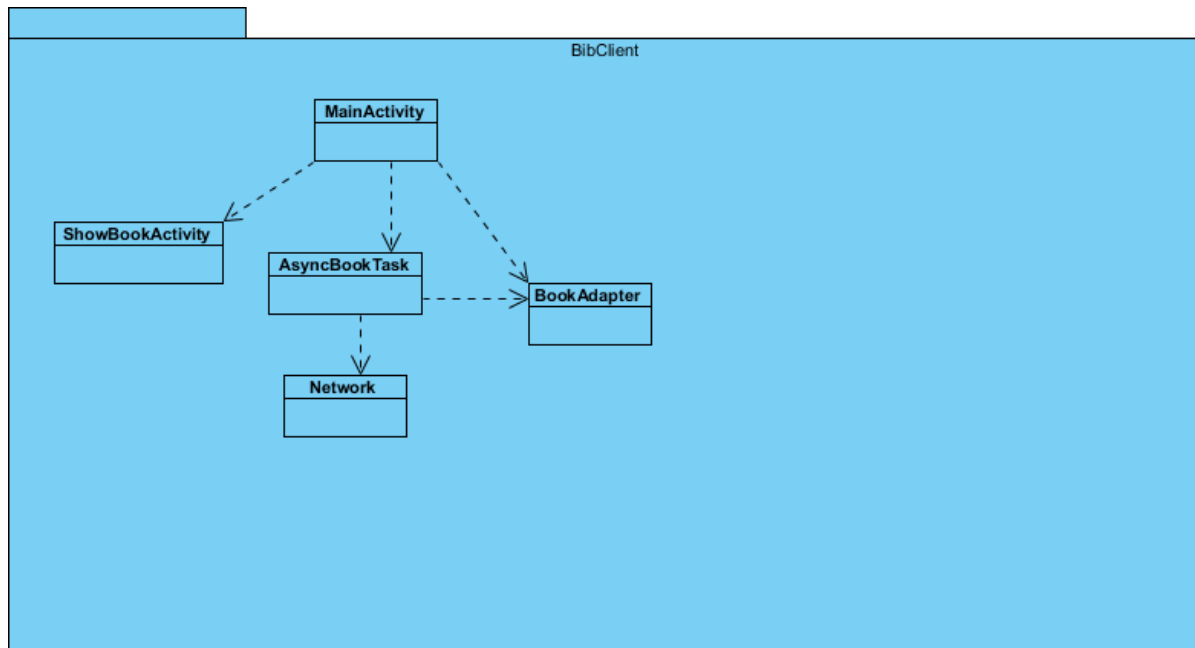 BibClient
MainActivity
ShowBookActivity
AsyncBookTask
BookAdapter
Network